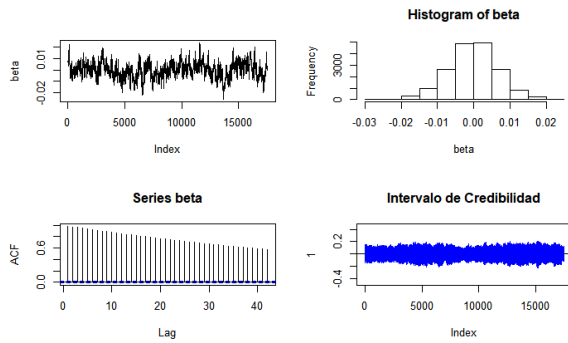 beta
0.01
-0.02
0
5000
10000
15000
Index
Histogram of beta
Frequency
3000
0
-0.03
-0.02
-0.01
0.00
0.01
0.02
beta
Series beta
ACF
0.6
0.0
0
10
20
30
40
Lag
Intervalo de Credibilidad
1
0.2
-0.4
0
5000
10000
15000
Index